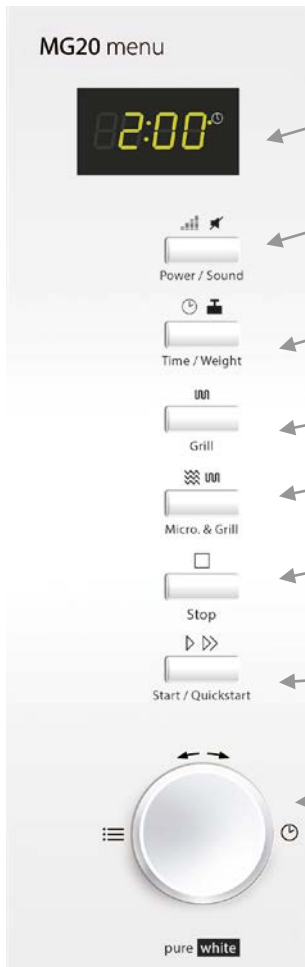 MG20 menu
2:00
Power / Sound
Time / Weight
Grill
Micro. & Grill
Stop
Start / Quickstart
pure white